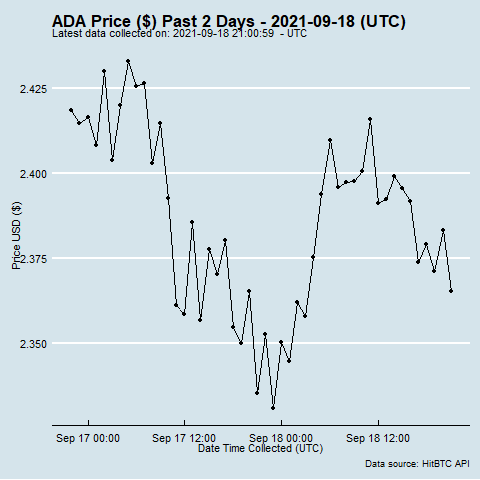 ADA Price ($) Past 2 Days - 2021-09-18 (UTC)
Latest data collected on: 2021-09-18 21:00:59 - UTC
2.425
2.400
2.375
2.350
Price USD ($)
Sep 17 00:00 Sep 17 12:00 Sep 18 00:00 Sep 18 12:00
Date Time Collected (UTC)
Data source: HitBTC API